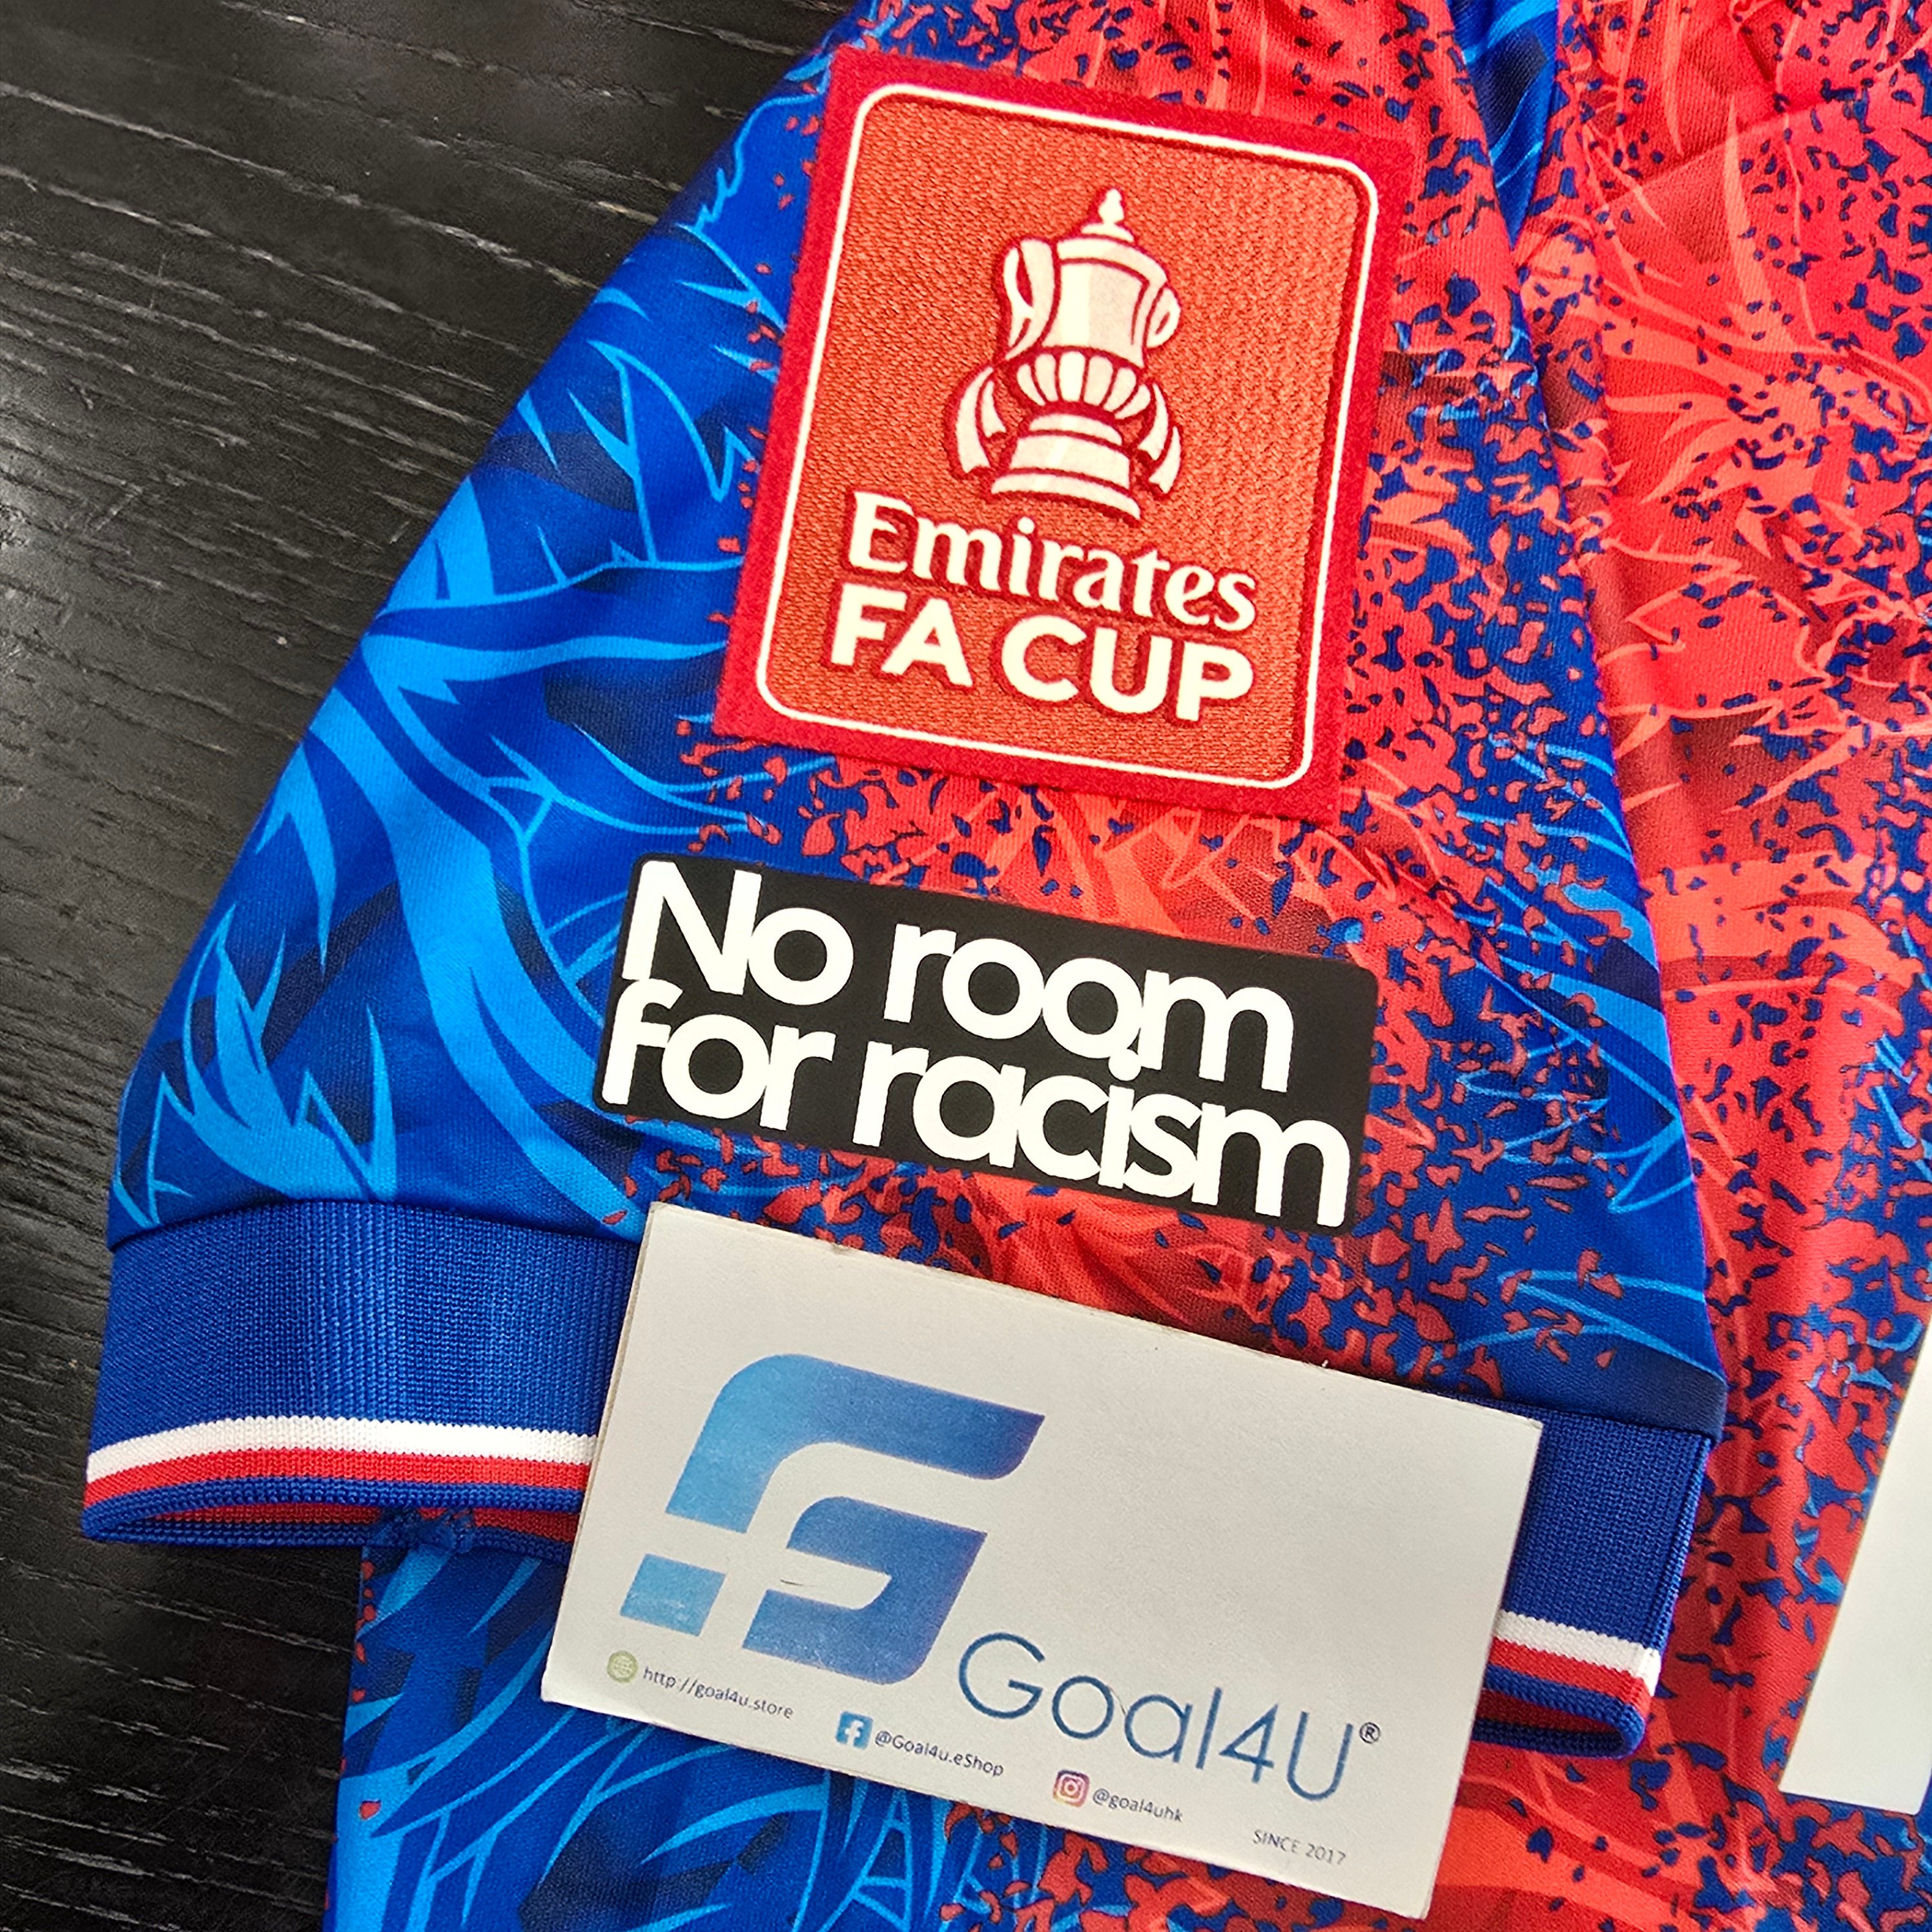 Emirates
FA CUP
No room
for racism
Goal4U®
http://goal4u.store
@Goal4u.eShop
@goal4uhk
SINCE 2017